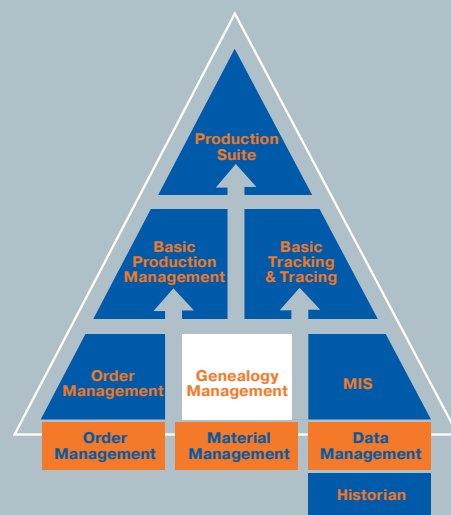 Production
Suite
Basic
Production
Management
Basic
Tracking
& Tracing
Order
Management
Genealogy
Management
MIS
Order
Management
Material
Management
Data
Management
Historian